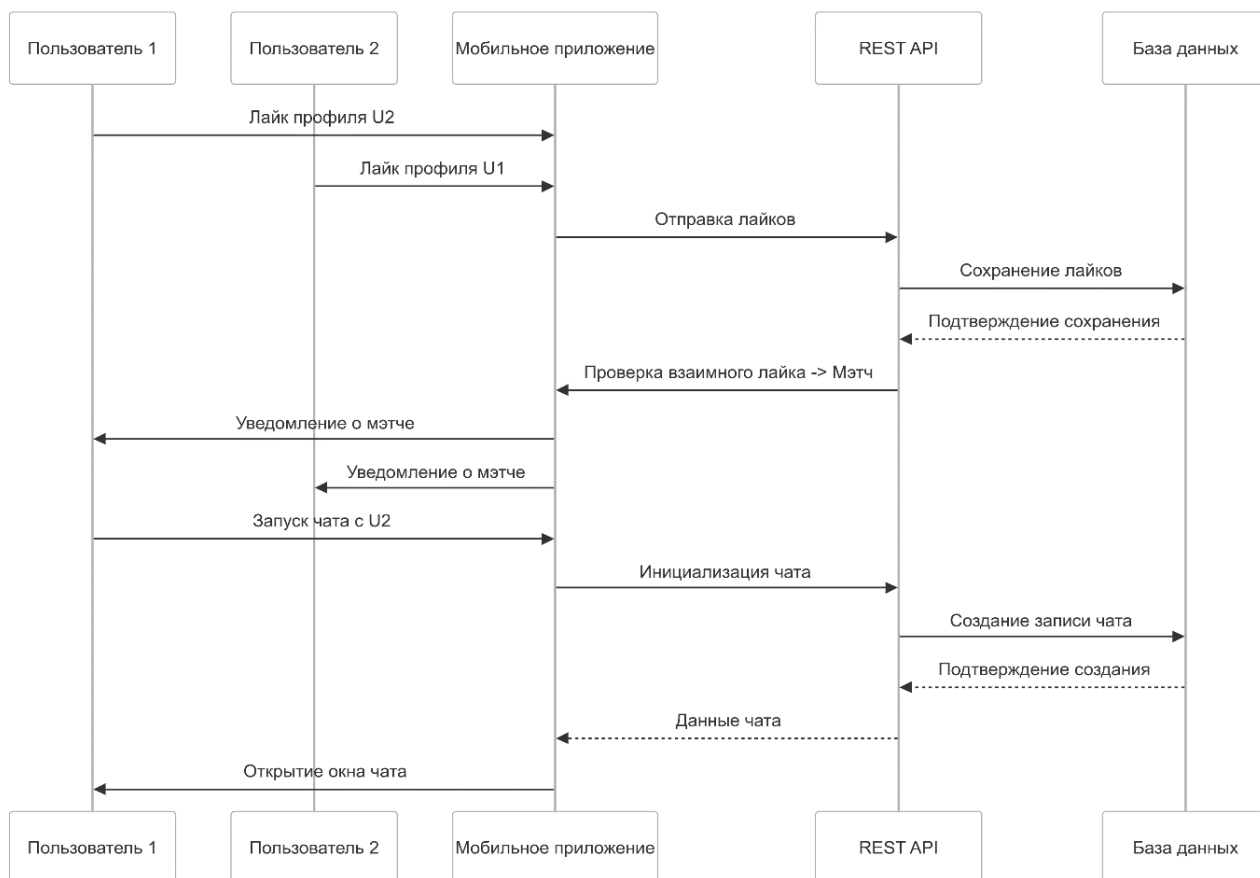 Пользователь 1
Пользователь 2
Мобильное приложение
REST API
База данных
Лайк профиля U2
Лайк профиля U1
Отправка лайков
Сохранение лайков
Подтверждение сохранения
Проверка взаимного лайка -> Мэтч
Уведомление о мэтче
Уведомление о мэтче
Запуск чата с U2
Инициализация чата
Создание записи чата
Подтверждение создания
Данные чата
Открытие окна чата
Пользователь 1
Пользователь 2
Мобильное приложение
REST API
База данных